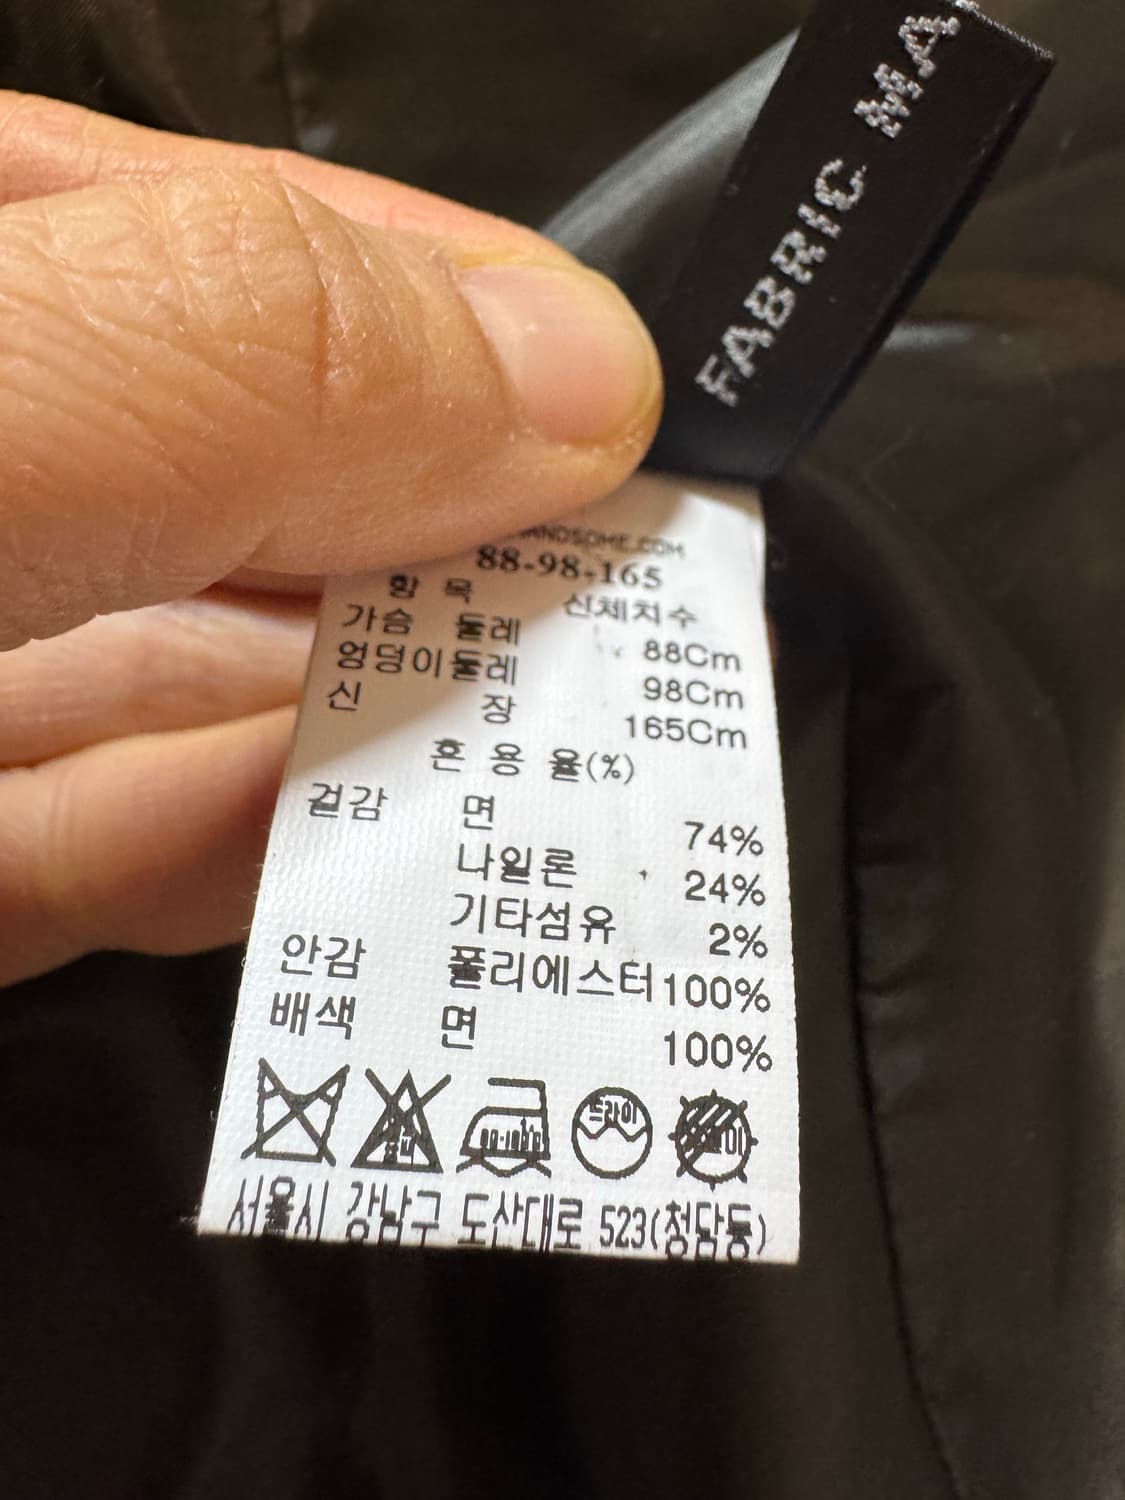 FABRIC MA
HANDSOME.COM
88-98-165
항 목 신체치수
가슴 둘레 88Cm
엉덩이둘레 98Cm
신 장 165Cm
혼 용 율(%)
겉감 면 74%
나일론 24%
기타섬유 2%
안감 폴리에스터100%
배색 면 100%
드라이
서울시 강남구 도산대로 523(청담동)